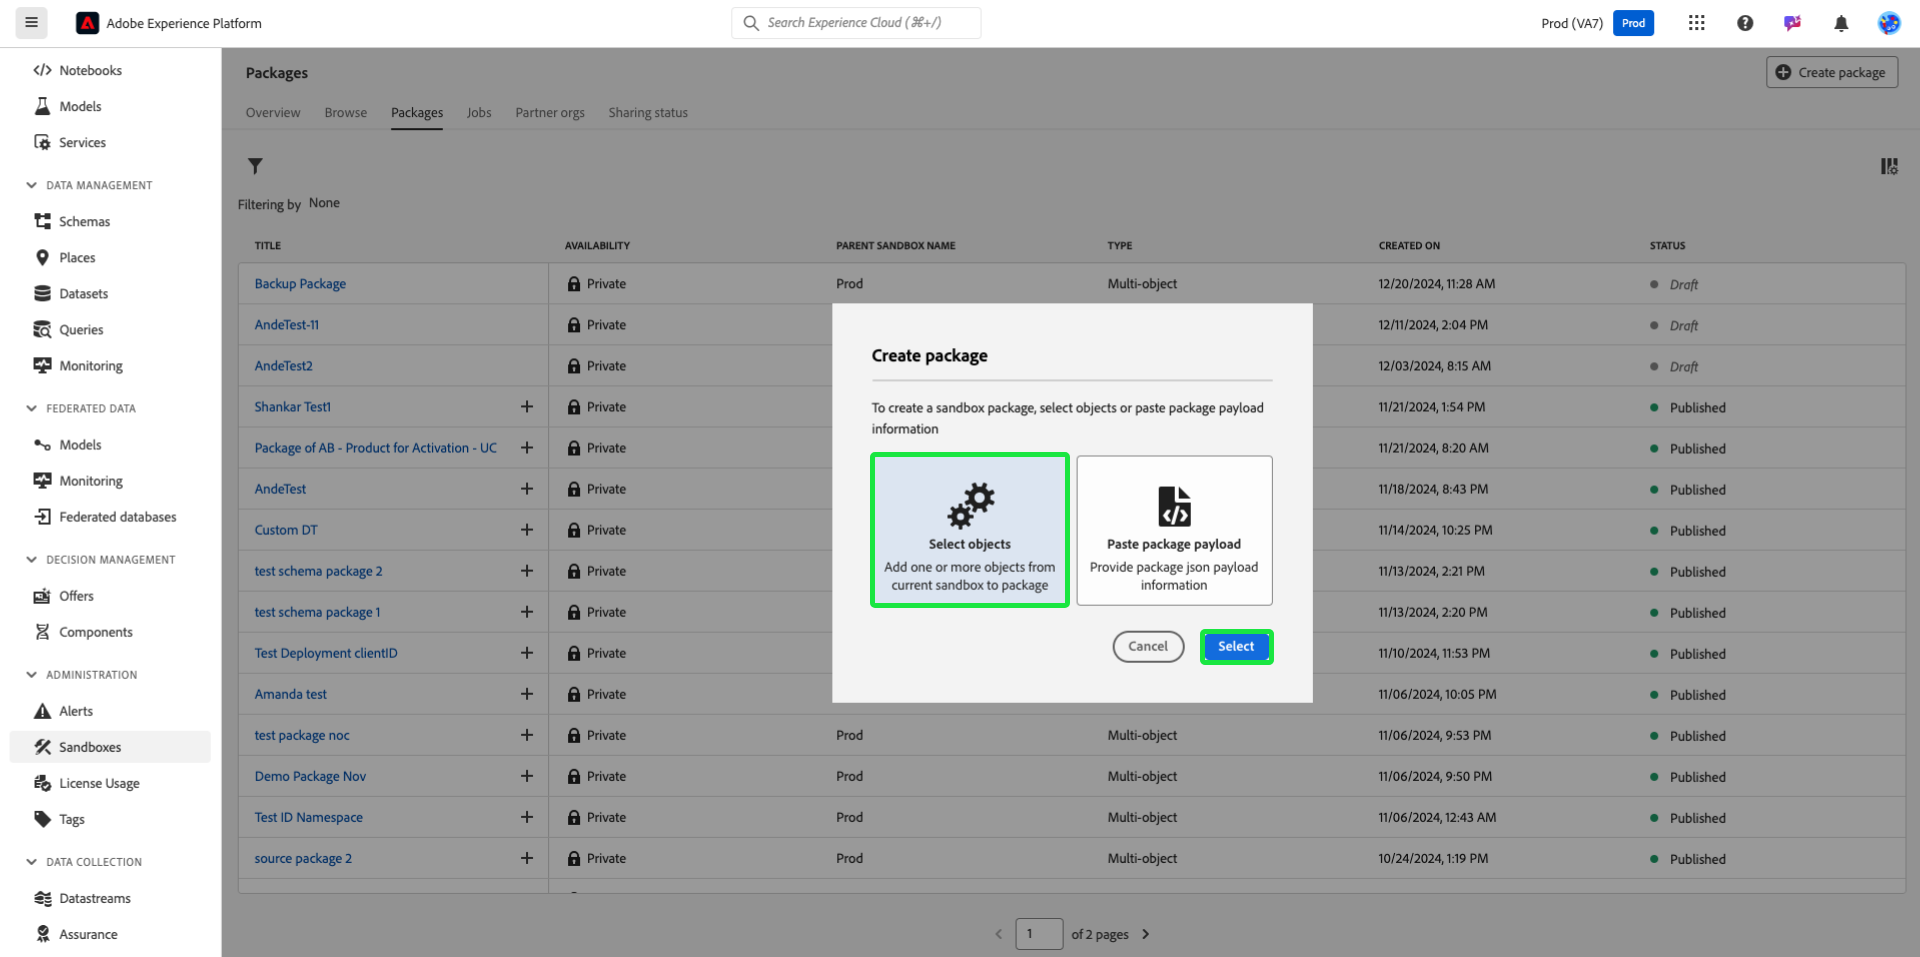 Adobe Experience Platform
Search Experience Cloud (⌘+/)
Prod (VA7)
Prod
Notebooks
Models
Services
DATA MANAGEMENT
Schemas
Places
Datasets
Queries
Monitoring
FEDERATED DATA
Models
Monitoring
Federated databases
DECISION MANAGEMENT
Offers
Components
ADMINISTRATION
Alerts
Sandboxes
License Usage
Tags
DATA COLLECTION
Datastreams
Assurance
Packages
Create package
Overview Browse Packages Jobs Partner orgs Sharing status
Filtering by None
TITLE AVAILABILITY PARENT SANDBOX NAME TYPE CREATED ON STATUS
Backup Package Private Prod Multi-object 12/20/2024, 11:28 AM Draft
AndeTest-11 Private 12/11/2024, 2:04 PM Draft
AndeTest2 Private 12/03/2024, 8:15 AM Draft
Shankar Test1 Private 11/21/2024, 1:54 PM Published
Package of AB - Product for Activation - UC Private 11/21/2024, 8:20 AM Published
AndeTest Private 11/18/2024, 8:43 PM Published
Custom DT Private 11/14/2024, 10:25 PM Published
test schema package 2 Private 11/13/2024, 2:21 PM Published
test schema package 1 Private 11/13/2024, 2:20 PM Published
Test Deployment clientID Private 11/10/2024, 11:53 PM Published
Amanda test Private 11/06/2024, 10:05 PM Published
test package noc Private Prod Multi-object 11/06/2024, 9:53 PM Published
Demo Package Nov Private Prod Multi-object 11/06/2024, 9:50 PM Published
Test ID Namespace Private Prod Multi-object 11/06/2024, 12:43 AM Published
source package 2 Private Prod Multi-object 10/24/2024, 1:19 PM Published
1 of 2 pages
Create package
To create a sandbox package, select objects or paste package payload
information
Select objects
Add one or more objects from
current sandbox to package
Paste package payload
Provide package json payload
information
Cancel
Select